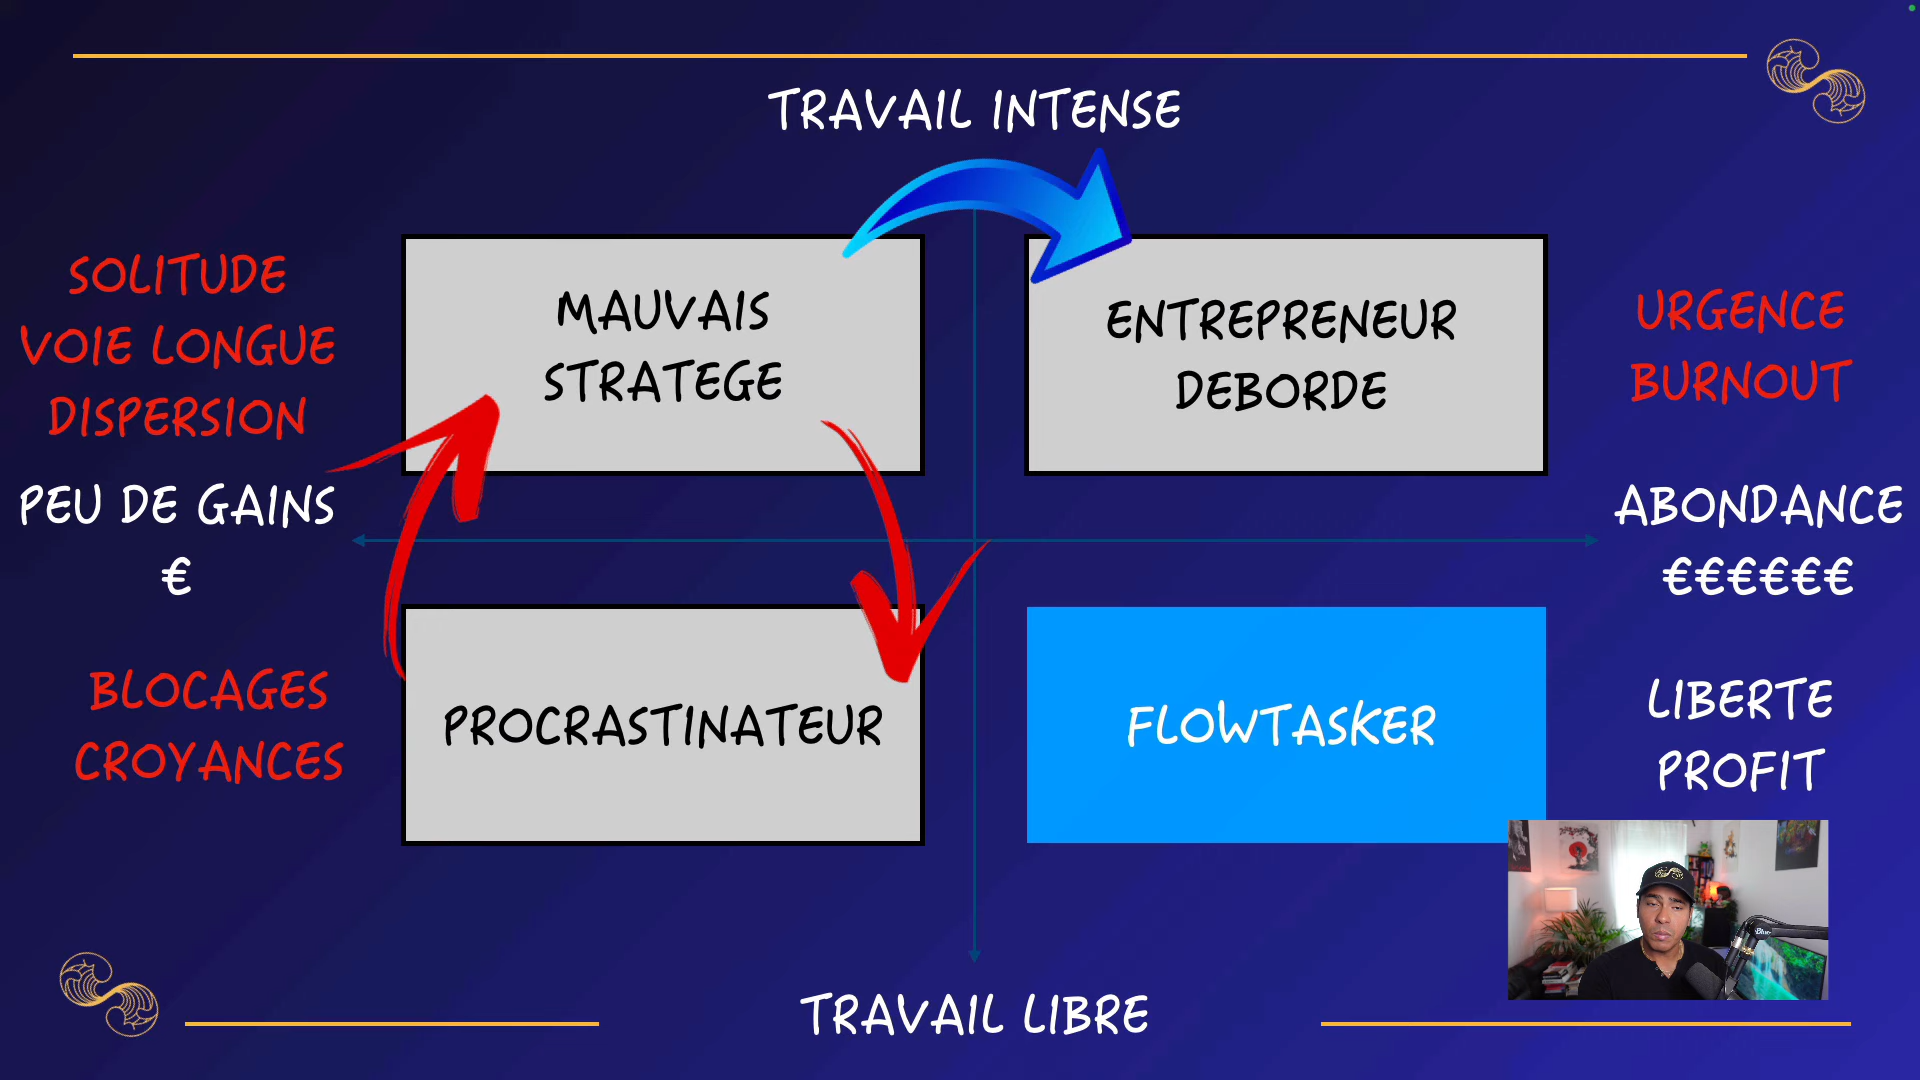 TRAVAIL INTENSE
SOLITUDE
VOIE LONGUE
DISPERSION
MAUVAIS
STRATEGE
ENTREPRENEUR
DEBORDE
URGENCE
BURNOUT
PEU DE GAINS
€
ABONDANCE
€€€€€€
BLOCAGES
CROYANCES
PROCRASTINATEUR
FLOWTASKER
LIBERTE
PROFIT
Blue
TRAVAIL LIBRE